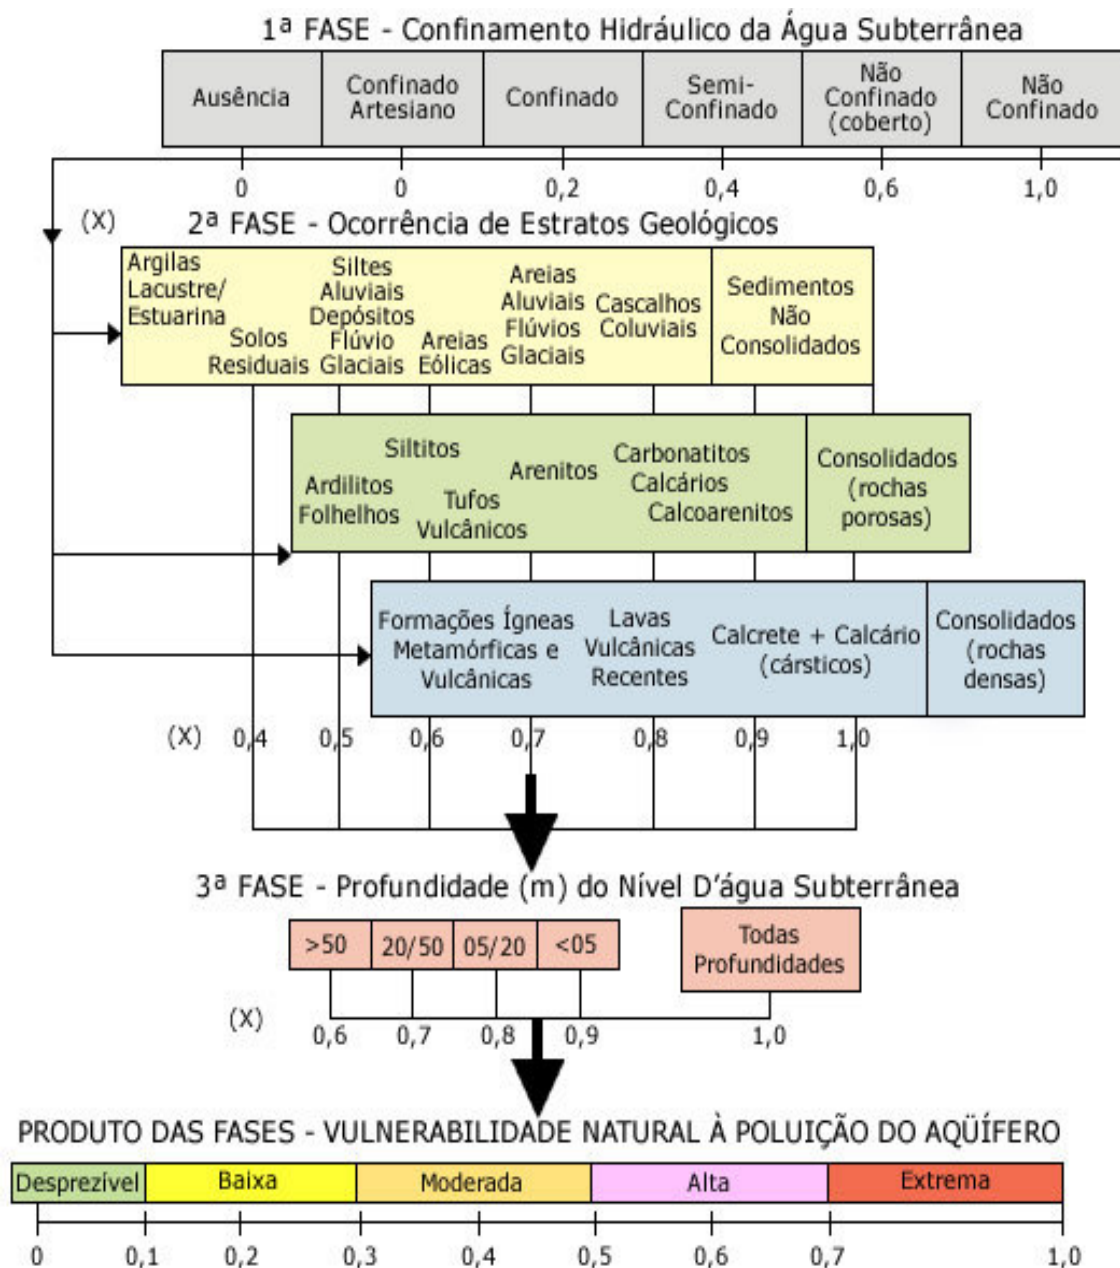 1ª FASE - Confinamento Hidráulico da Água Subterrânea
Ausência
Confinado
Artesiano
Confinado
Semi-
Confinado
Não
Confinado
(coberto)
Não
Confinado
0
0
0,2
0,4
0,6
1,0
(X)
2ª FASE - Ocorrência de Estratos Geológicos
Argilas
Lacustre/
Estuarina
Solos
Residuais
Siltes
Aluviais
Depósitos
Flúvio
Glaciais
Areias
Eólicas
Areias
Aluviais
Flúvios
Glaciais
Cascalhos
Coluviais
Sedimentos
Não
Consolidados
Ardilitos
Folhelhos
Siltitos
Tufos
Vulcânicos
Arenitos
Carbonatitos
Calcários
Calcoarenitos
Consolidados
(rochas
porosas)
Formações Ígneas
Metamórficas e
Vulcânicas
Lavas
Vulcânicas
Recentes
Calcrete + Calcário
(cársticos)
Consolidados
(rochas
densas)
(X)
0,4
0,5
0,6
0,7
0,8
0,9
1,0
3ª FASE - Profundidade (m) do Nível D'água Subterrânea
>50
20/50
05/20
<05
Todas
Profundidades
(X)
0,6
0,7
0,8
0,9
1,0
PRODUTO DAS FASES - VULNERABILIDADE NATURAL À POLUIÇÃO DO AQÜÍFERO
Desprezível
Baixa
Moderada
Alta
Extrema
0
0,1
0,2
0,3
0,4
0,5
0,6
0,7
1,0